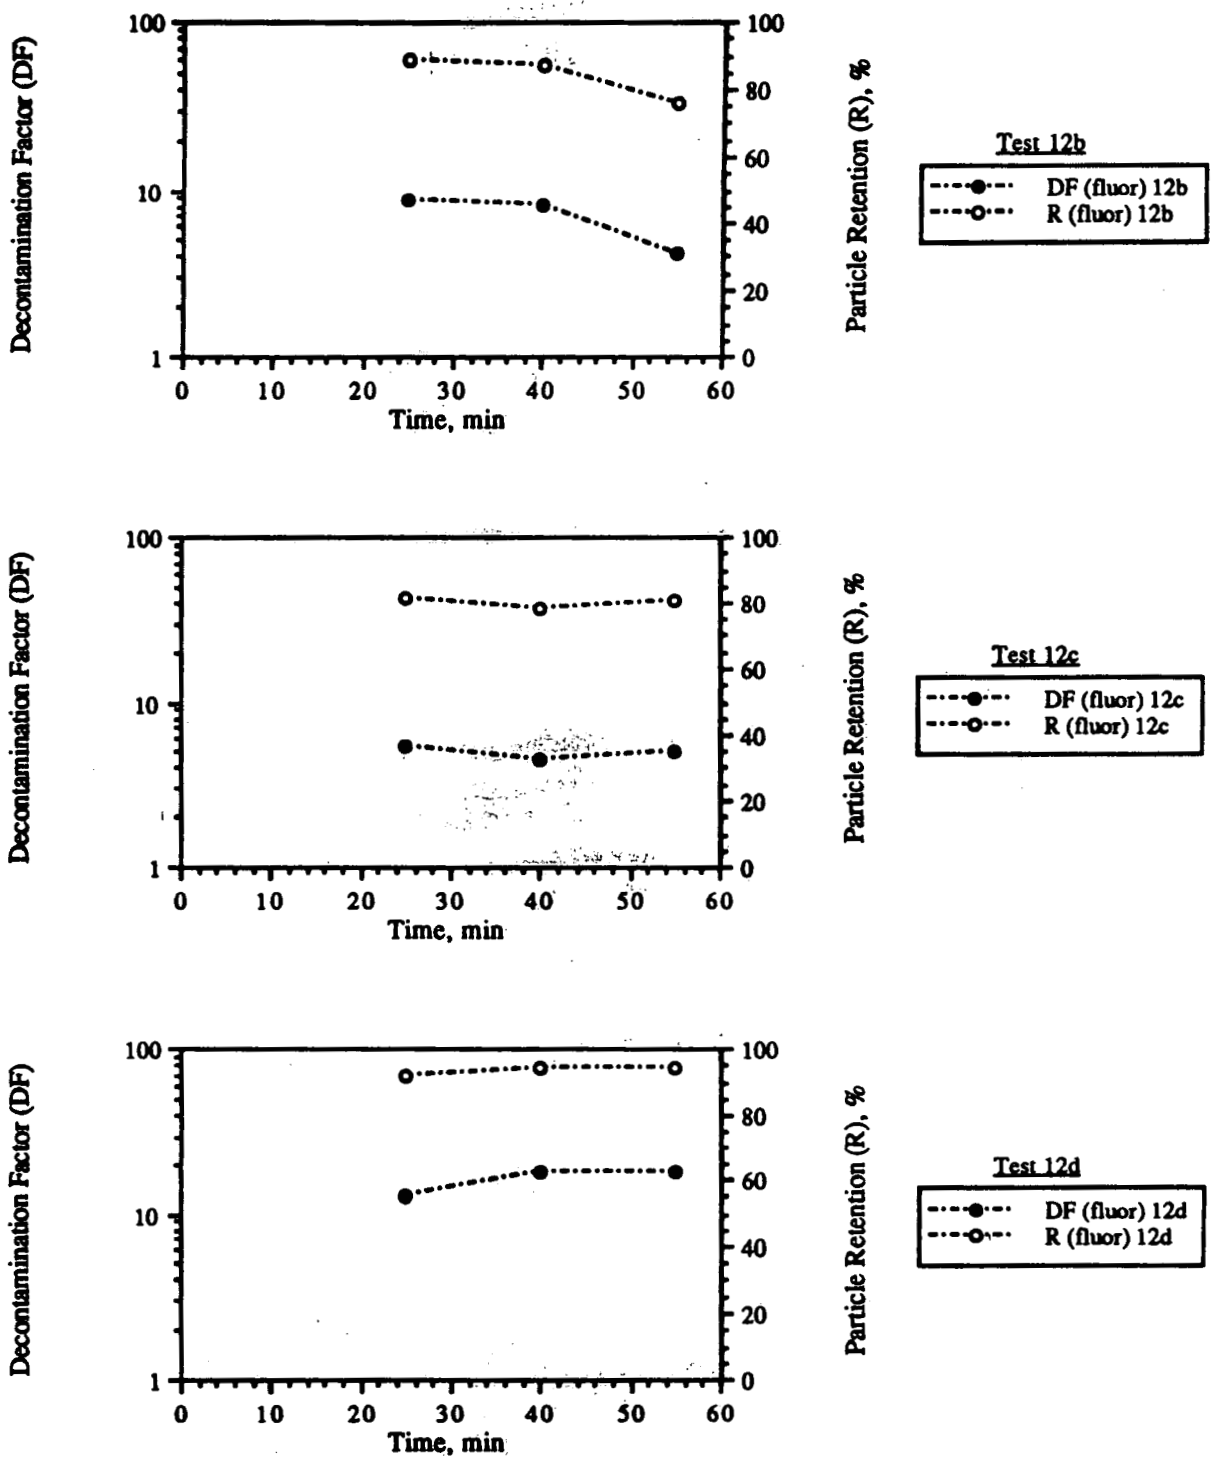 Decontamination Factor (DF)
100
10
1
0 10 20 30 40 50 60
Time, min
100
80
60
40
20
0
Particle Retention (R), %
Test 12b
DF (fluor) 12b
R (fluor) 12b
Decontamination Factor (DF)
100
10
1
0 10 20 30 40 50 60
Time, min
100
80
60
40
20
0
Particle Retention (R), %
Test 12c
DF (fluor) 12c
R (fluor) 12c
Decontamination Factor (DF)
100
10
1
0 10 20 30 40 50 60
Time, min
100
80
60
40
20
0
Particle Retention (R), %
Test 12d
DF (fluor) 12d
R (fluor) 12d